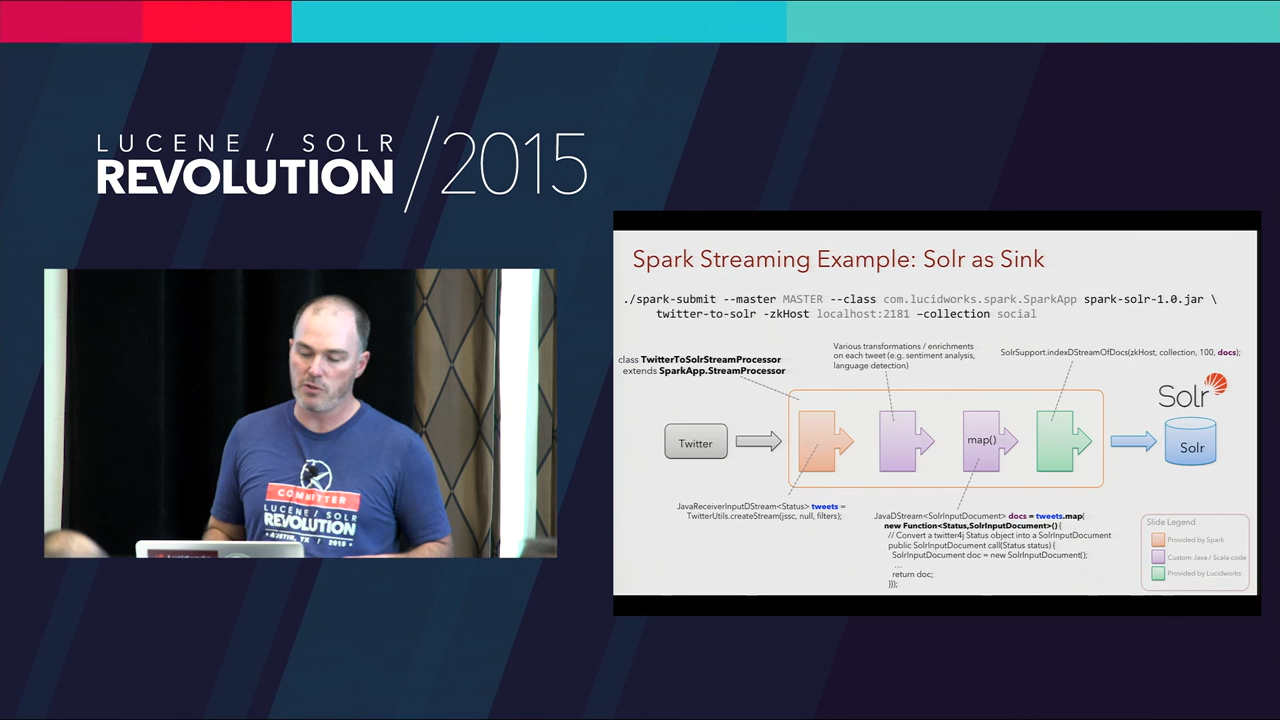 LUCENE / SOLR
REVOLUTION /2015
COMMITTER
LUCENE / SOLR
REVOLUTION
AUSTIN, TX / 2015
Spark Streaming Example: Solr as Sink
./spark-submit --master MASTER --class com.lucidworks.spark.SparkApp spark-solr-1.0.jar \
twitter-to-solr -zkHost localhost:2181 –collection social
class TwitterToSolrStreamProcessor
extends SparkApp.StreamProcessor
Various transformations / enrichments
on each tweet (e.g. sentiment analysis,
language detection)
SolrSupport.indexDStreamOfDocs(zkHost, collection, 100, docs);
Solr
Twitter
map()
Solr
JavaReceiverInputDStream<Status> tweets =
TwitterUtils.createStream(jssc, null, filters);
JavaDStream<SolrInputDocument> docs = tweets.map(
new Function<Status,SolrInputDocument>() {
// Convert a twitter4j Status object into a SolrInputDocument
public SolrInputDocument call(Status status) {
SolrInputDocument doc = new SolrInputDocument();
…
return doc;
}});
Slide Legend
Provided by Spark
Custom Java / Scala code
Provided by Lucidworks